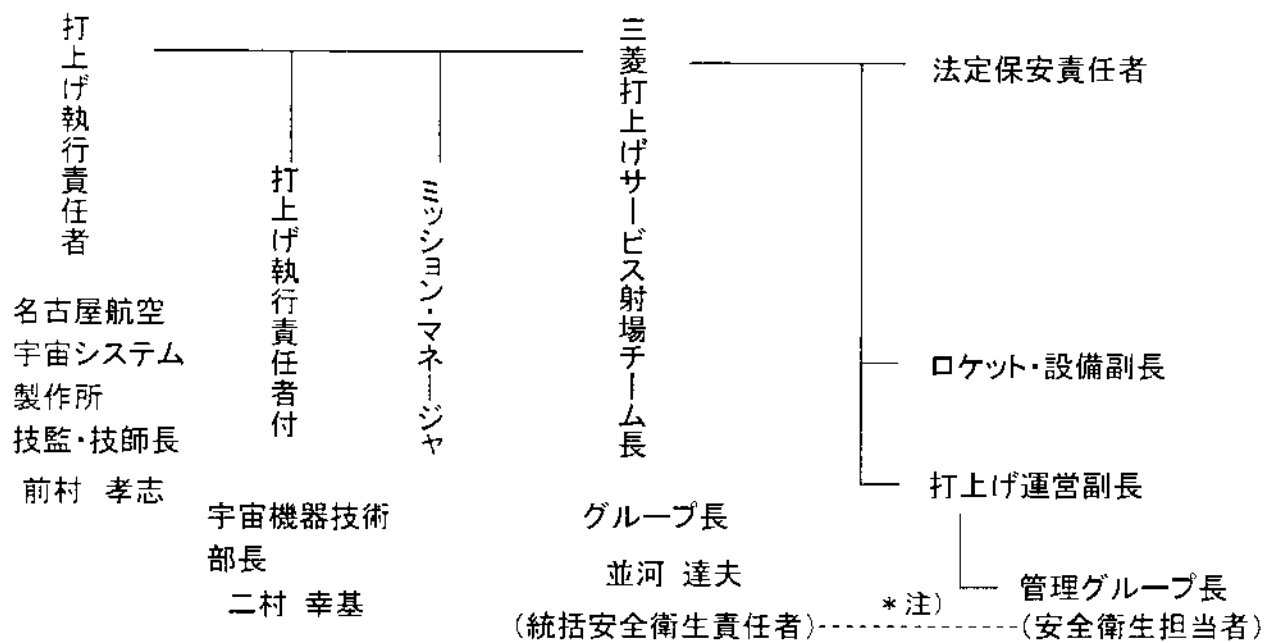 打上げ執行責任者
名古屋航空
宇宙システム
製作所
技監・技師長
前村 孝志
打上げ執行責任者付
宇宙機器技術
部長
二村 幸基
ミッション・マネージャ
三菱打上げサービス射場チーム長
グループ長
並河 達夫
(統括安全衛生責任者)
*注)
法定保安責任者
ロケット・設備副長
打上げ運営副長
管理グループ長
(安全衛生担当者)